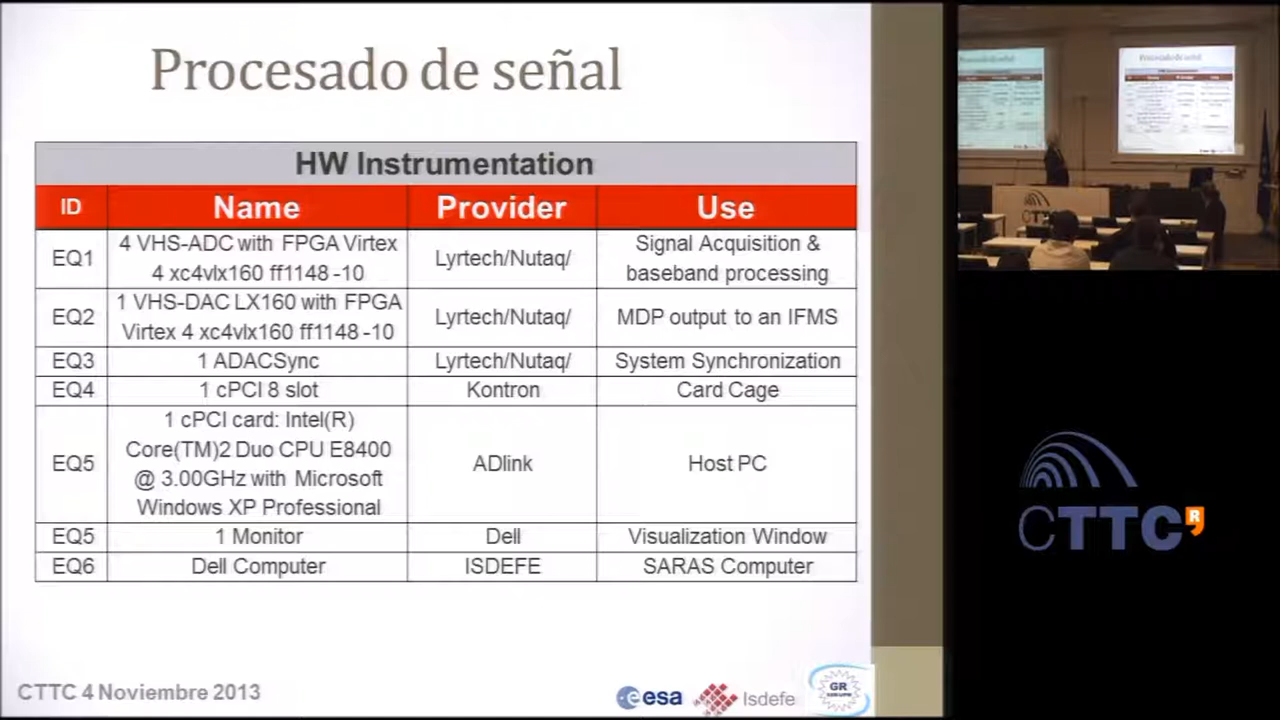 Procesado de señal
HW Instrumentation
ID Name Provider Use
EQ1 4 VHS-ADC with FPGA Virtex 4 xc4vlx160 ff1148 -10 Lyrtech/Nutaq/ Signal Acquisition & baseband processing
EQ2 1 VHS-DAC LX160 with FPGA Virtex 4 xc4vlx160 ff1148 -10 Lyrtech/Nutaq/ MDP output to an IFMS
EQ3 1 ADACSync Lyrtech/Nutaq/ System Synchronization
EQ4 1 cPCI 8 slot Kontron Card Cage
EQ5 1 cPCI card: Intel(R) Core(TM)2 Duo CPU E8400 @ 3.00GHz with Microsoft Windows XP Professional ADlink Host PC
EQ5 1 Monitor Dell Visualization Window
EQ6 Dell Computer ISDEFE SARAS Computer
CTTC 4 Noviembre 2013
esa
Isdefe
GR
Procesado de señal
CTTC R